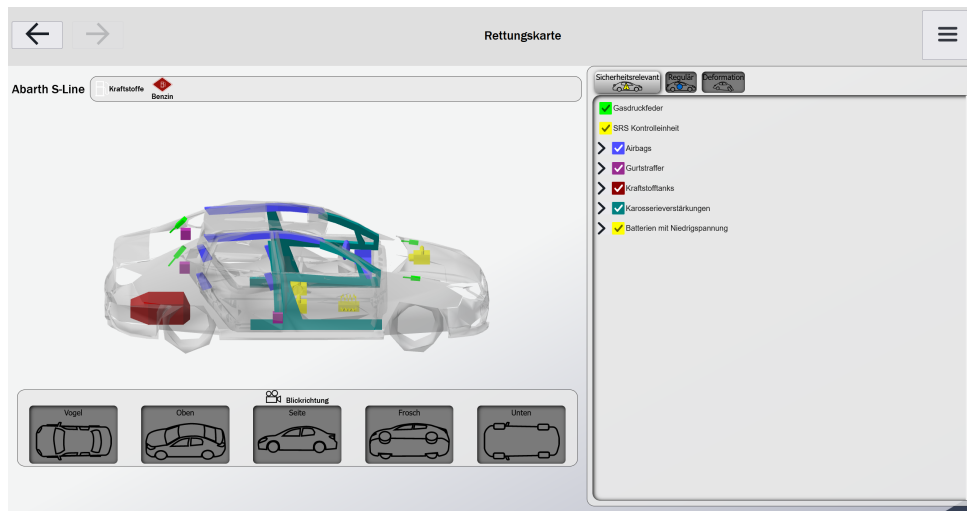 Rettungskarte
Abarth S-Line
Kraftstoffe
Benzin
Sicherheitsrelevant
Regulär
Deformation
Gasdruckfeder
SRS Kontrolleinheit
Airbags
Gurtstraffer
Kraftstofftanks
Karosserieverstärkungen
Batterien mit Niedrigspannung
Blickrichtung
Vogel
Oben
Seite
Frosch
Unten